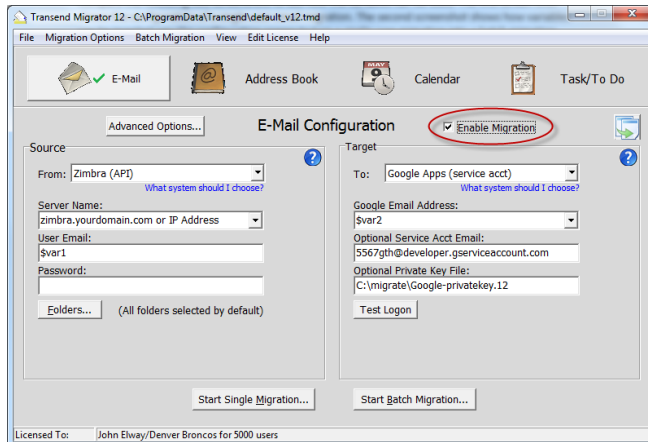 Transend Migrator 12 - C:\ProgramData\Transend\default_v12.tmd
File Migration Options Batch Migration View Edit License Help
E-Mail Address Book Calendar Task/To Do
MAY
9
Advanced Options... E-Mail Configuration Enable Migration
Source
From: Zimbra (API)
What system should I choose?
Server Name:
zimbra.yourdomain.com or IP Address
User Email:
$var1
Password:
Folders... (All folders selected by default)
Target
To: Google Apps (service acct)
What system should I choose?
Google Email Address:
$var2
Optional Service Acct Email:
5567gth@developer.gserviceaccount.com
Optional Private Key File:
C:\migrate\Google-privatekey.12
Test Logon
Start Single Migration... Start Batch Migration...
Licensed To: John Elway/Denver Broncos for 5000 users